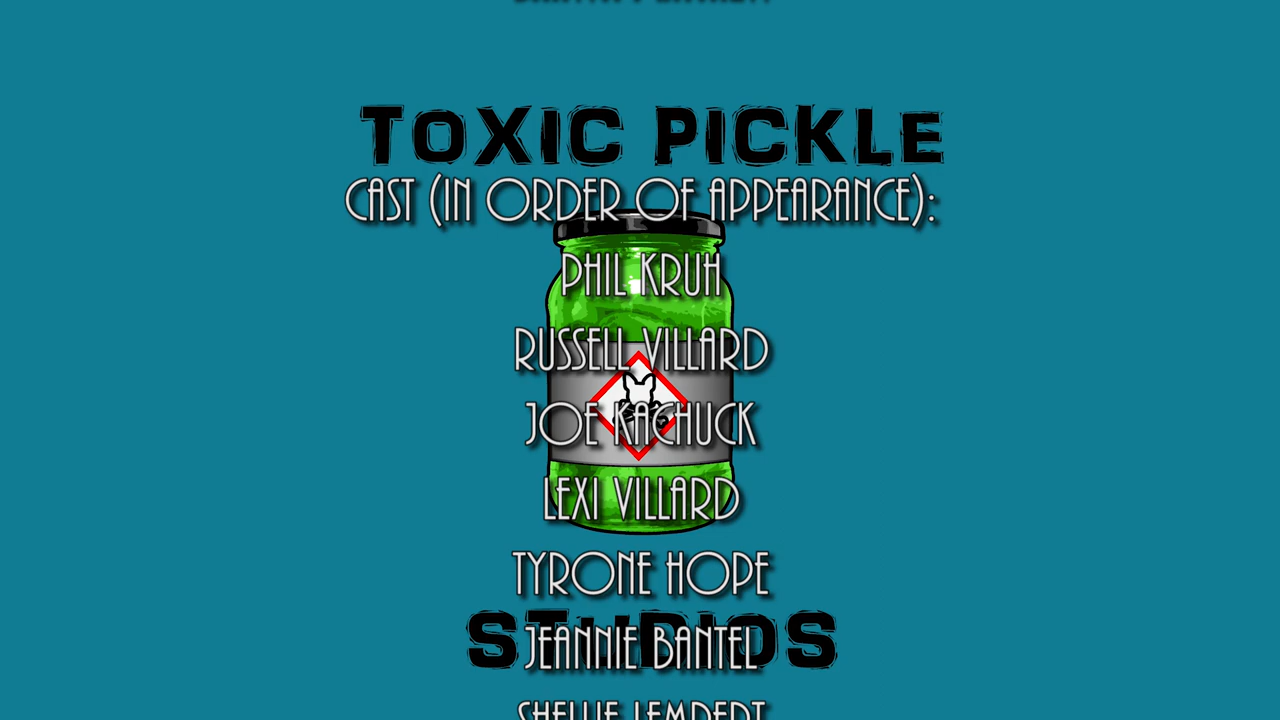 TOXIC PICKLE
CAST (IN ORDER OF APPEARANCE):
PHIL KRUH
RUSSELL VILLARD
JOE KACHUCK
LEXI VILLARD
TYRONE HOPE
STUDIOS
JEANNIE BANTEL